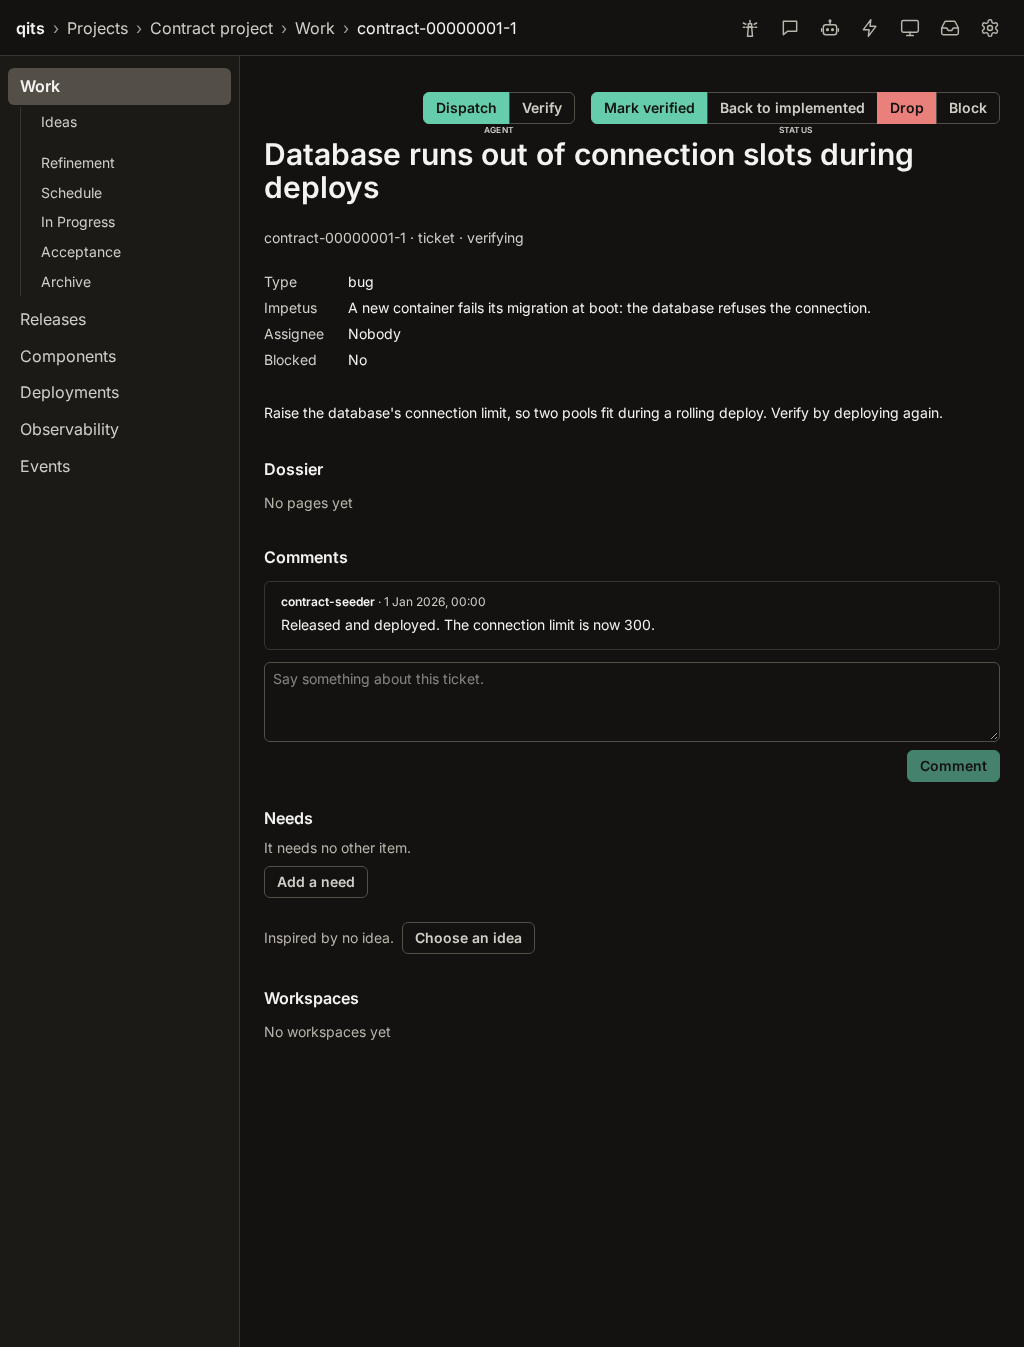 qits › Projects › Contract project › Work › contract-00000001-1
Work
Ideas
Refinement
Schedule
In Progress
Acceptance
Archive
Releases
Components
Deployments
Observability
Events
Dispatch Verify Mark verified Back to implemented Drop Block
AGENT STATUS
Database runs out of connection slots during
deploys
contract-00000001-1 · ticket · verifying
Type bug
Impetus A new container fails its migration at boot: the database refuses the connection.
Assignee Nobody
Blocked No
Raise the database's connection limit, so two pools fit during a rolling deploy. Verify by deploying again.
Dossier
No pages yet
Comments
contract-seeder · 1 Jan 2026, 00:00
Released and deployed. The connection limit is now 300.
Say something about this ticket.
Comment
Needs
It needs no other item.
Add a need
Inspired by no idea. Choose an idea
Workspaces
No workspaces yet